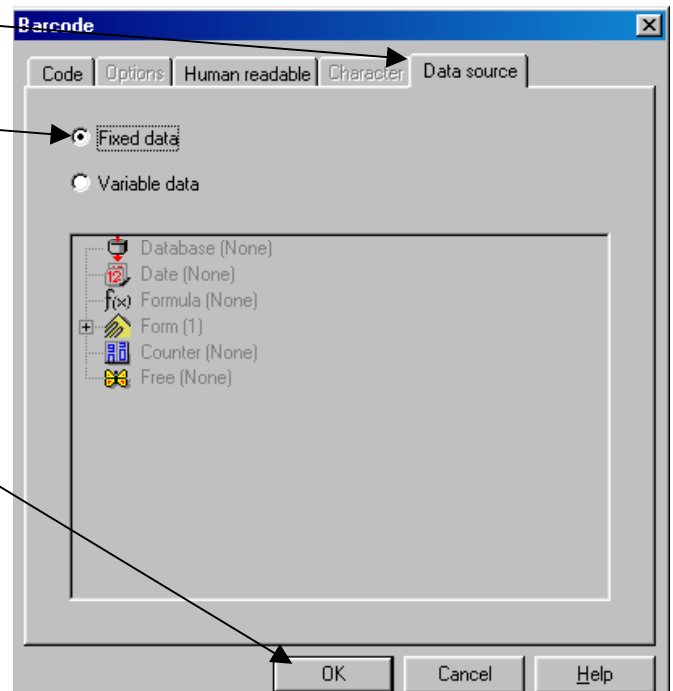 Barcode
Code Options Human readable Character Data source
Fixed data
Variable data
Database (None)
12 Date (None)
f(x) Formula (None)
Form (1)
Counter (None)
Free (None)
OK Cancel Help